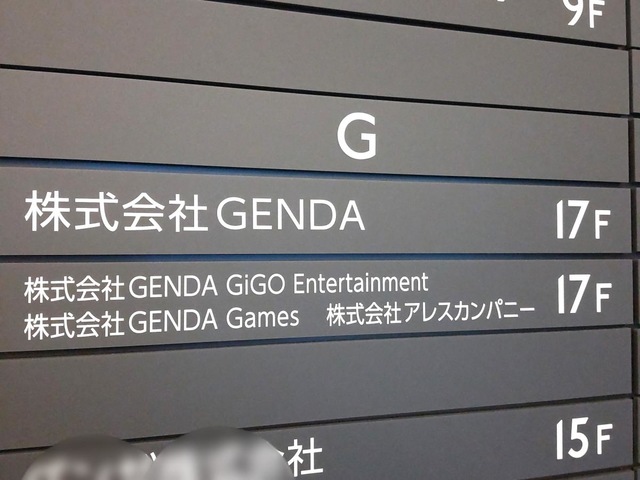 9F
G
株式会社GENDA 17F
株式会社GENDA GiGO Entertainment 17F
株式会社GENDA Games 株式会社アレスカンパニー
社 15F